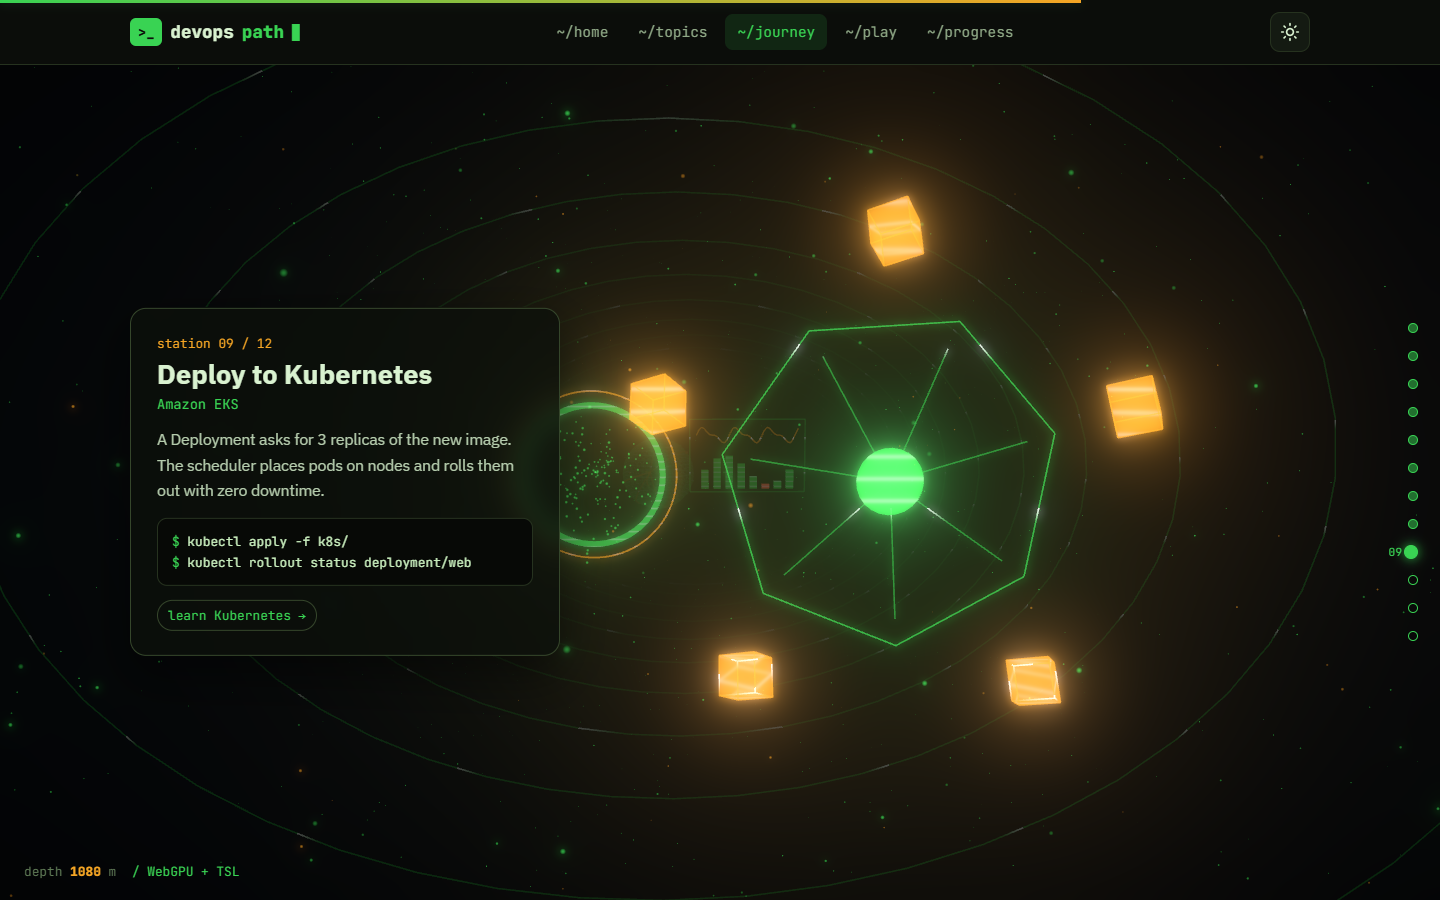 >_ devops path
~/home
~/topics
~/journey
~/play
~/progress
station 09 / 12
Deploy to Kubernetes
Amazon EKS
A Deployment asks for 3 replicas of the new image.
The scheduler places pods on nodes and rolls them
out with zero downtime.
$ kubectl apply -f k8s/
$ kubectl rollout status deployment/web
learn Kubernetes →
09
depth 1080 m / WebGPU + TSL